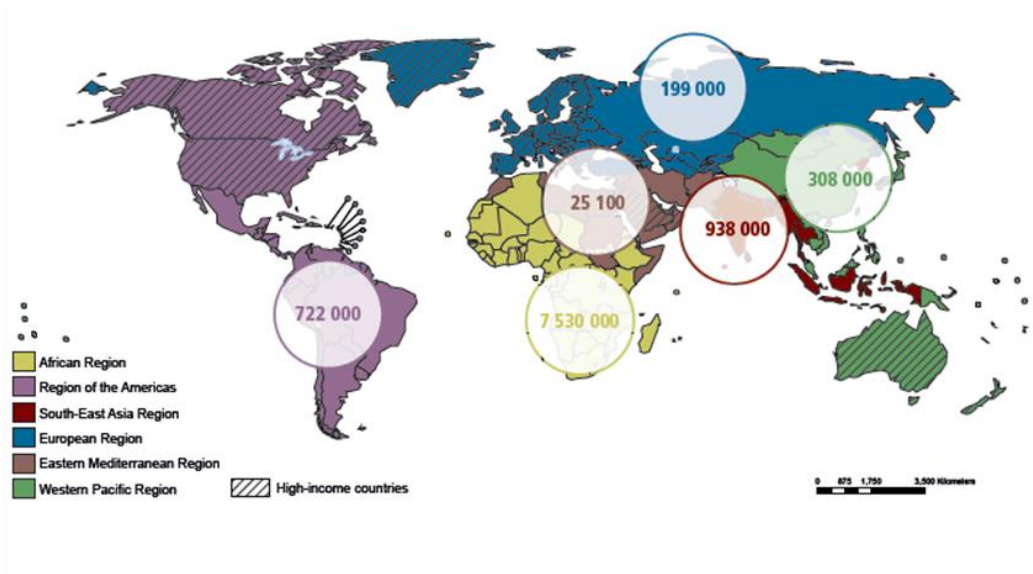 199 000
308 000
25 100
938 000
722 000
7 530 000
African Region
Region of the Americas
South-East Asia Region
European Region
Eastern Mediterranean Region
Western Pacific Region
High-income countries
0 875 1,750 3,500 Kilometers